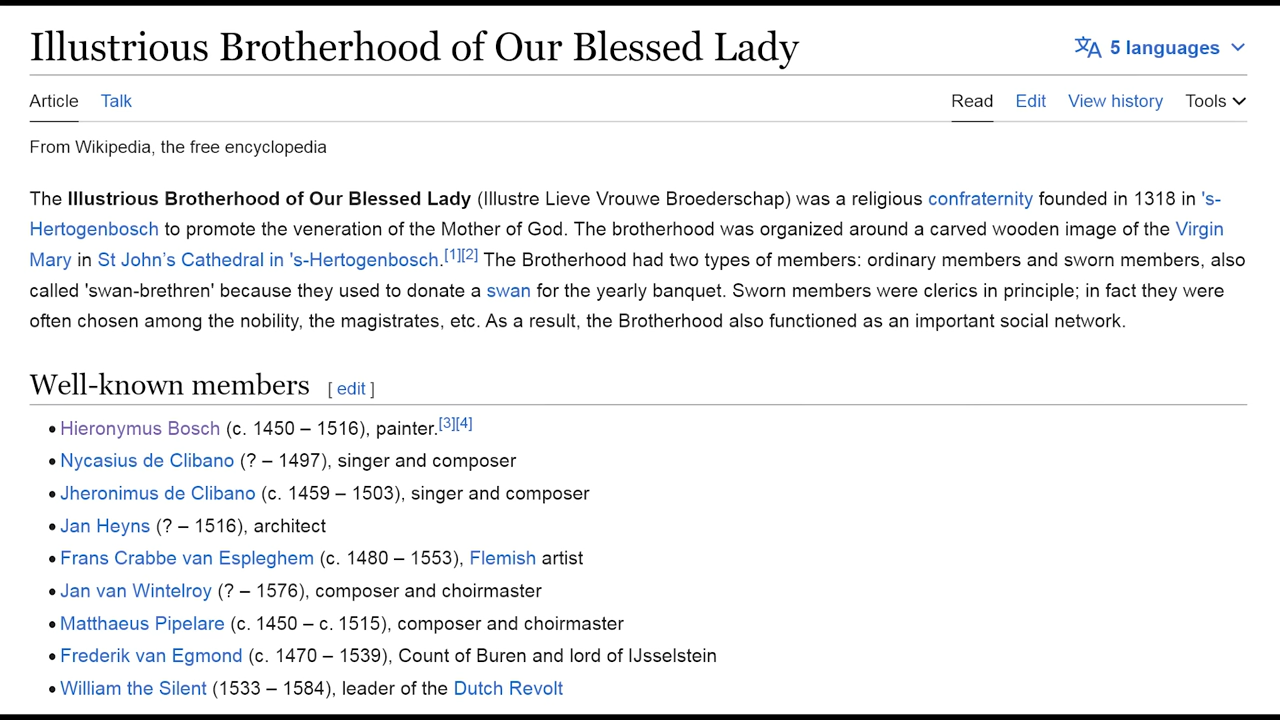 Illustrious Brotherhood of Our Blessed Lady
5 languages
Article Talk Read Edit View history Tools
From Wikipedia, the free encyclopedia
The Illustrious Brotherhood of Our Blessed Lady (Illustre Lieve Vrouwe Broederschap) was a religious confraternity founded in 1318 in 's-
Hertogenbosch to promote the veneration of the Mother of God. The brotherhood was organized around a carved wooden image of the Virgin
Mary in St John’s Cathedral in 's-Hertogenbosch.[1][2] The Brotherhood had two types of members: ordinary members and sworn members, also
called 'swan-brethren' because they used to donate a swan for the yearly banquet. Sworn members were clerics in principle; in fact they were
often chosen among the nobility, the magistrates, etc. As a result, the Brotherhood also functioned as an important social network.
Well-known members [ edit ]
• Hieronymus Bosch (c. 1450 – 1516), painter.[3][4]
• Nycasius de Clibano (? – 1497), singer and composer
• Jheronimus de Clibano (c. 1459 – 1503), singer and composer
• Jan Heyns (? – 1516), architect
• Frans Crabbe van Espleghem (c. 1480 – 1553), Flemish artist
• Jan van Wintelroy (? – 1576), composer and choirmaster
• Matthaeus Pipelare (c. 1450 – c. 1515), composer and choirmaster
• Frederik van Egmond (c. 1470 – 1539), Count of Buren and lord of IJsselstein
• William the Silent (1533 – 1584), leader of the Dutch Revolt